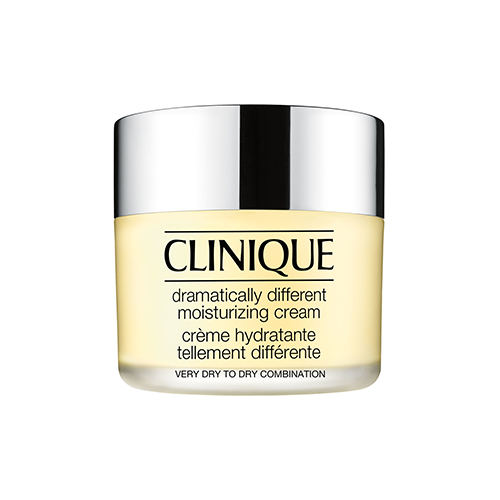 CLINIQUE
dramatically different
moisturizing cream
crème hydratante
tellement différente
VERY DRY TO DRY COMBINATION